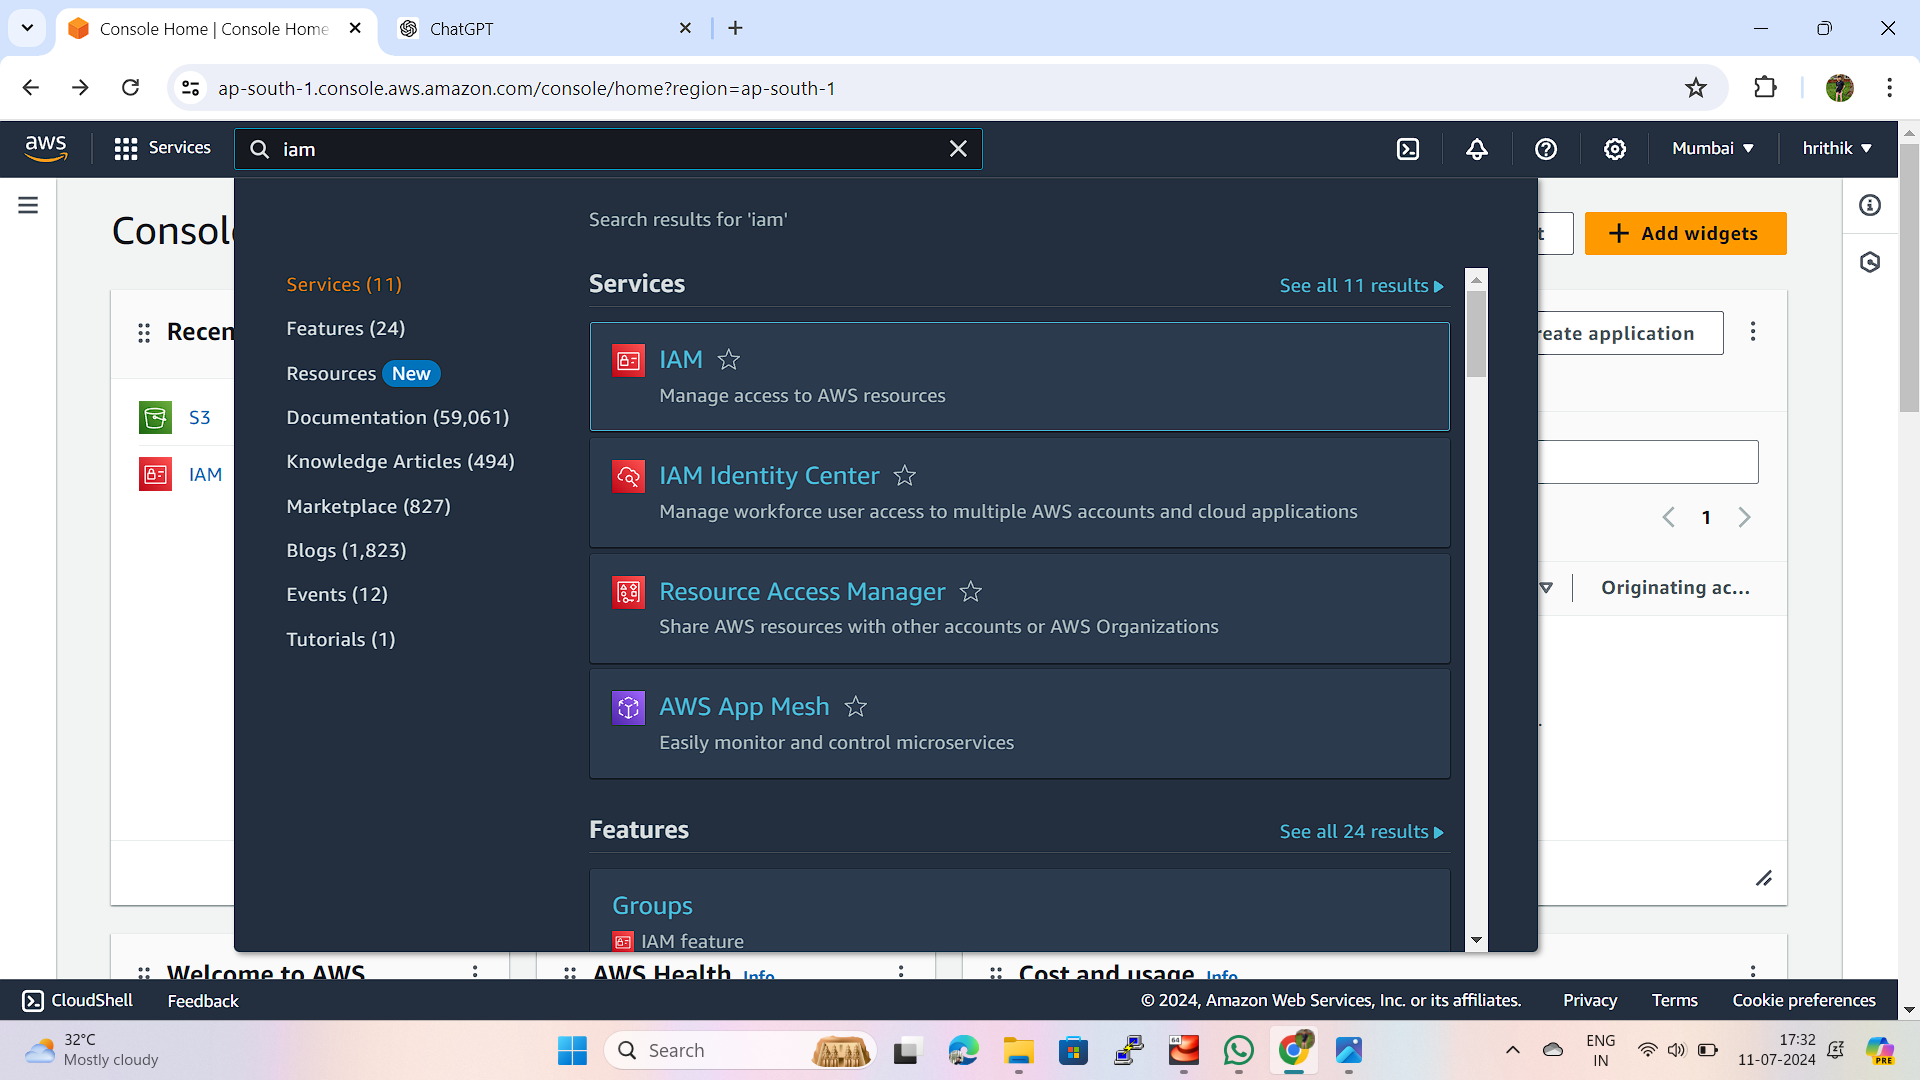 Console Home | Console Home
ChatGPT
ap-south-1.console.aws.amazon.com/console/home?region=ap-south-1
aws
Services
iam
Mumbai ▼
hrithik ▼
Search results for 'iam'
Consol
t
+ Add widgets
Services (11)
Features (24)
Resources New
Documentation (59,061)
Knowledge Articles (494)
Marketplace (827)
Blogs (1,823)
Events (12)
Tutorials (1)
Services
See all 11 results ▶
IAM
Manage access to AWS resources
IAM Identity Center
Manage workforce user access to multiple AWS accounts and cloud applications
Resource Access Manager
Share AWS resources with other accounts or AWS Organizations
AWS App Mesh
Easily monitor and control microservices
Features
See all 24 results ▶
Groups
IAM feature
Recen
S3
IAM
reate application
1
Originating ac...
.
Welcome to AWS
AWS Health Info
Cost and usage Info
CloudShell
Feedback
© 2024, Amazon Web Services, Inc. or its affiliates.
Privacy
Terms
Cookie preferences
32°C
Mostly cloudy
Search
64
ENG
IN
17:32
11-07-2024
PRE